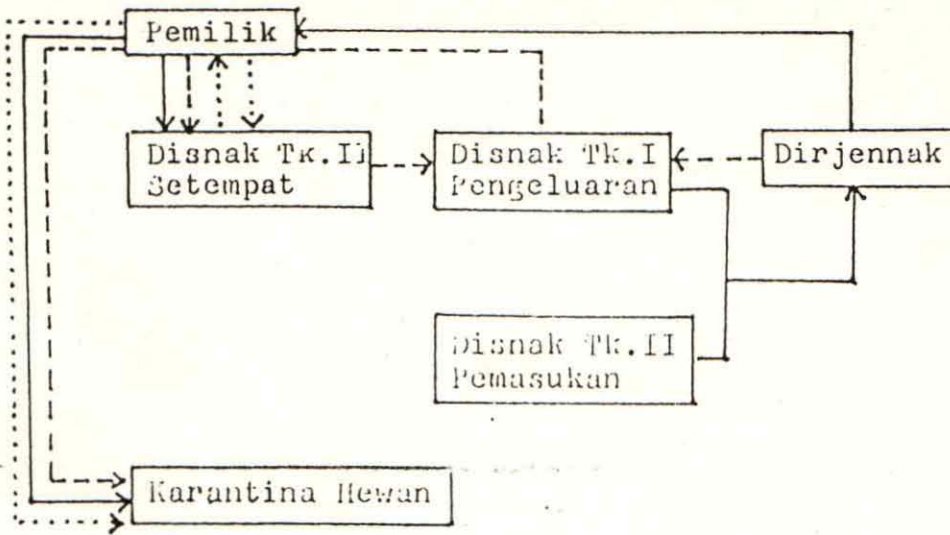 Pemilik
Disnak Tk.II
Setempat
Disnak Tk.I
Pengeluaran
Dirjennak
Disnak Tk.II
Pemasukan
Karantina Hewan